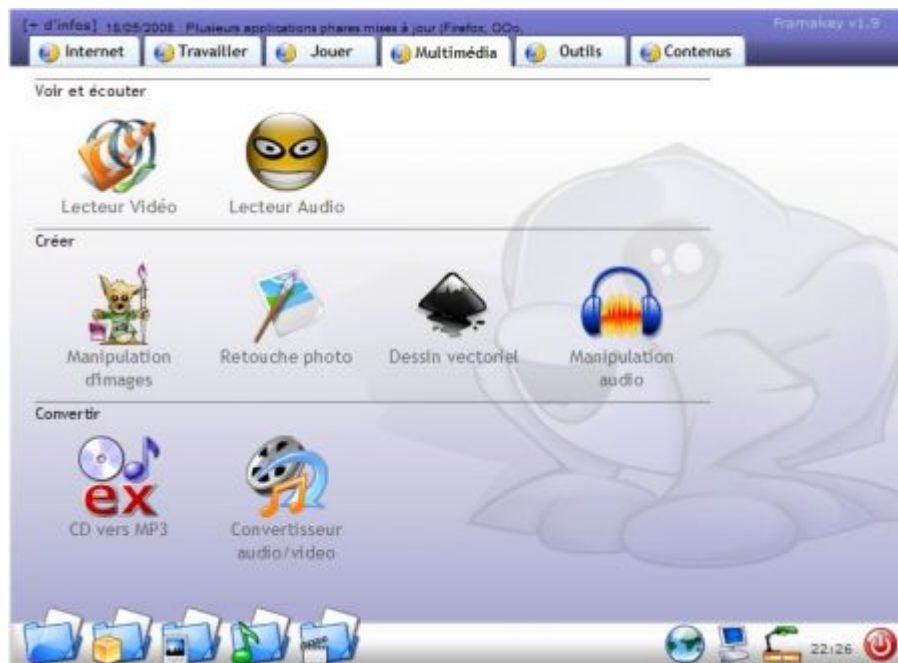 [+ d'infos] 18/05/2008 : Plusieurs applications phares mises à jour (Firefox, OOo,
Framakey v1.9
Internet
Travailler
Jouer
Multimédia
Outils
Contenus
Voir et écouter
Lecteur Vidéo
Lecteur Audio
Créer
Manipulation
d'images
Retouche photo
Dessin vectoriel
Manipulation
audio
Convertir
ex
CD vers MP3
Convertisseur
audio/video
22:26